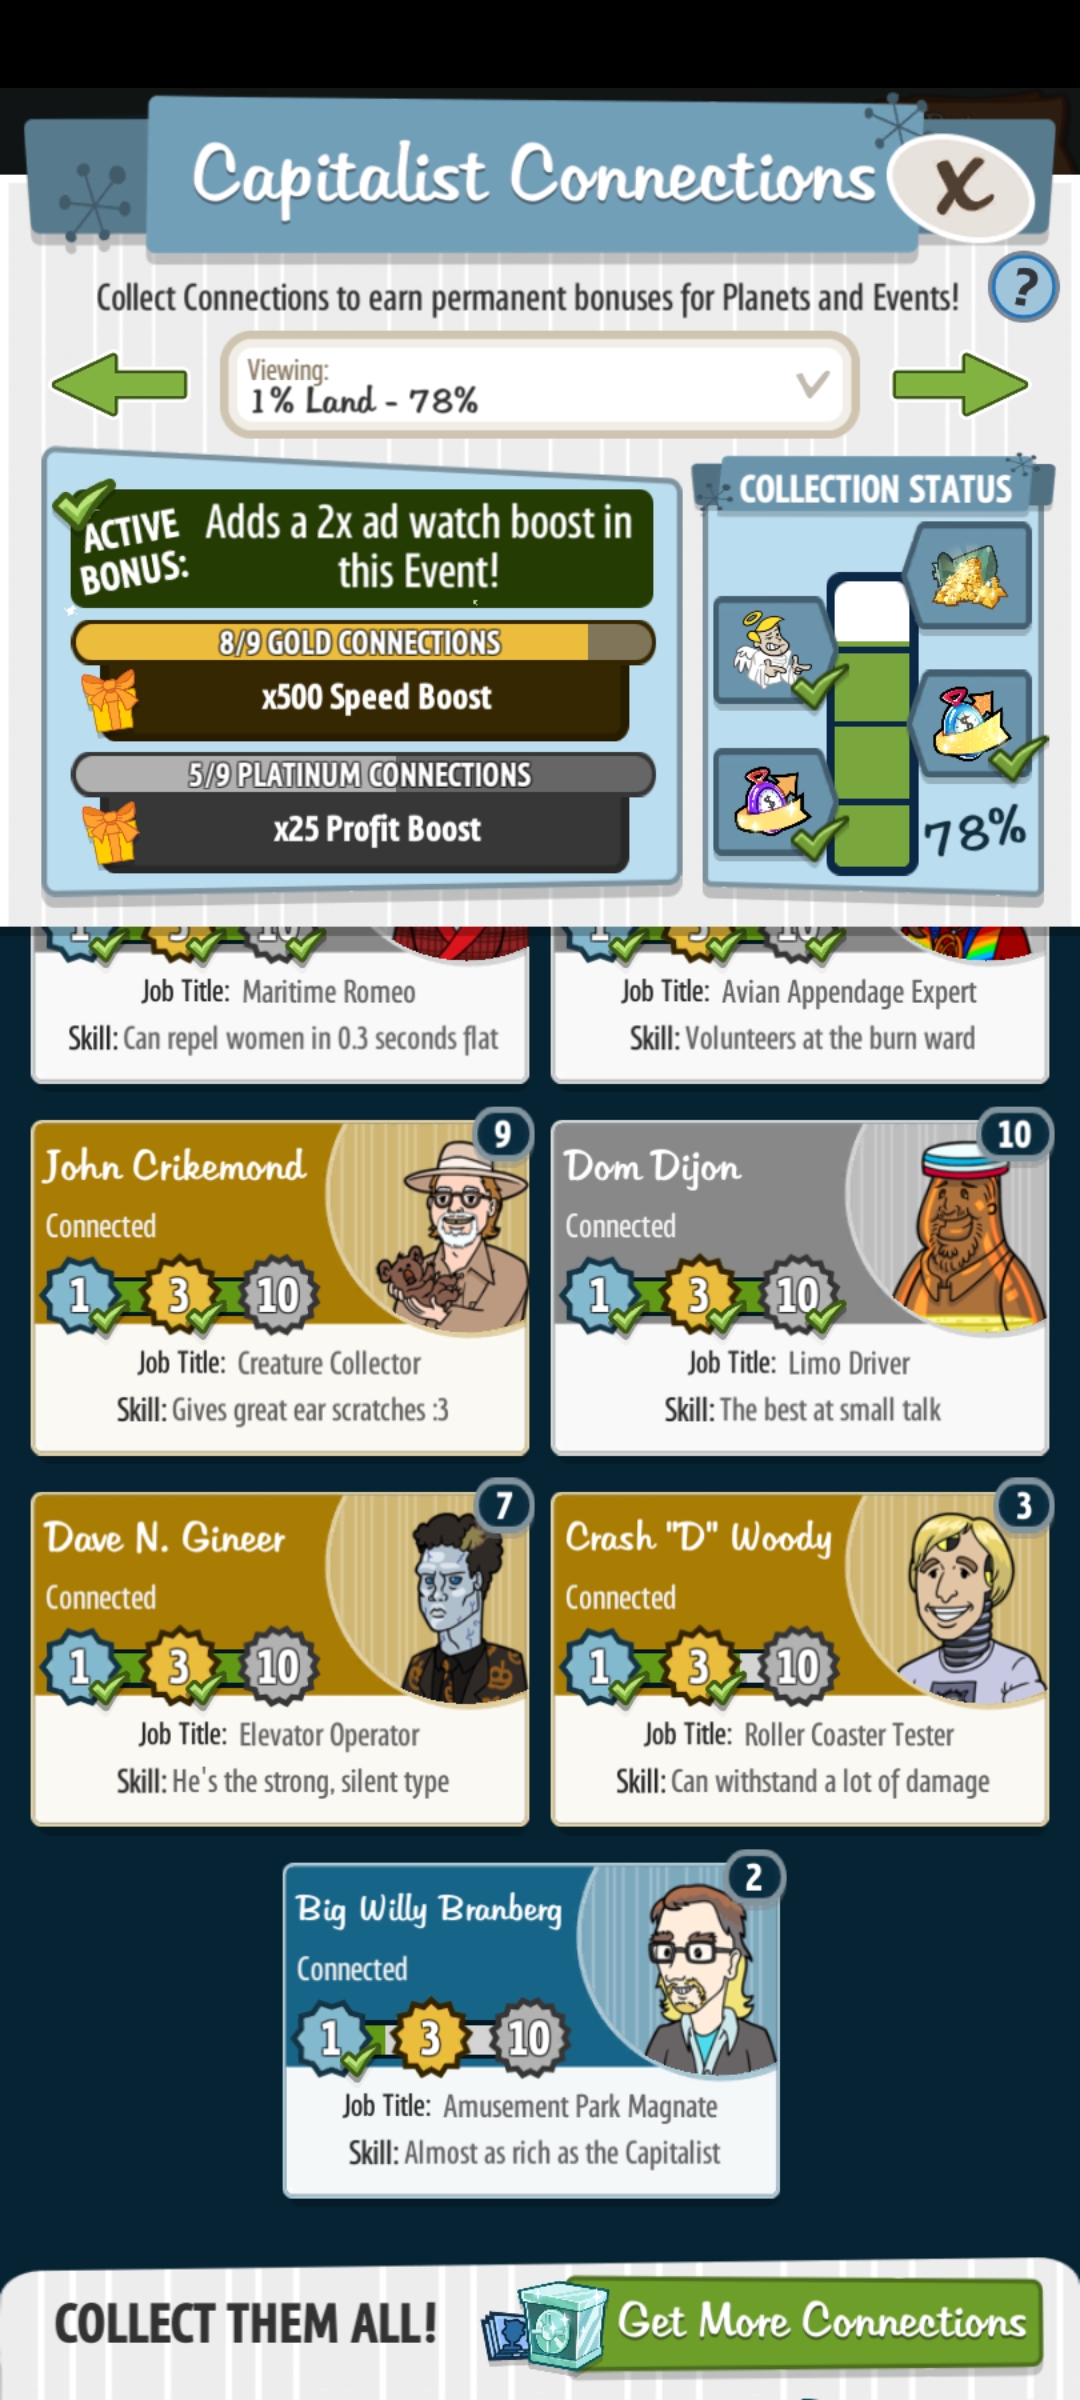 Capitalist Connections
X
Collect Connections to earn permanent bonuses for Planets and Events!
?
Viewing:
1% Land - 78%
ACTIVE BONUS:
Adds a 2x ad watch boost in
this Event!
8/9 GOLD CONNECTIONS
x500 Speed Boost
5/9 PLATINUM CONNECTIONS
x25 Profit Boost
COLLECTION STATUS
78%
1 3 10
Job Title: Maritime Romeo
Skill: Can repel women in 0.3 seconds flat
1 3 10
Job Title: Avian Appendage Expert
Skill: Volunteers at the burn ward
9
John Crikemond
Connected
1 3 10
Job Title: Creature Collector
Skill: Gives great ear scratches :3
10
Dom Dijon
Connected
1 3 10
Job Title: Limo Driver
Skill: The best at small talk
7
Dave N. Gineer
Connected
1 3 10
Job Title: Elevator Operator
Skill: He's the strong, silent type
3
Crash "D" Woody
Connected
1 3 10
Job Title: Roller Coaster Tester
Skill: Can withstand a lot of damage
2
Big Willy Branberg
Connected
1 3 10
Job Title: Amusement Park Magnate
Skill: Almost as rich as the Capitalist
COLLECT THEM ALL!
Get More Connections